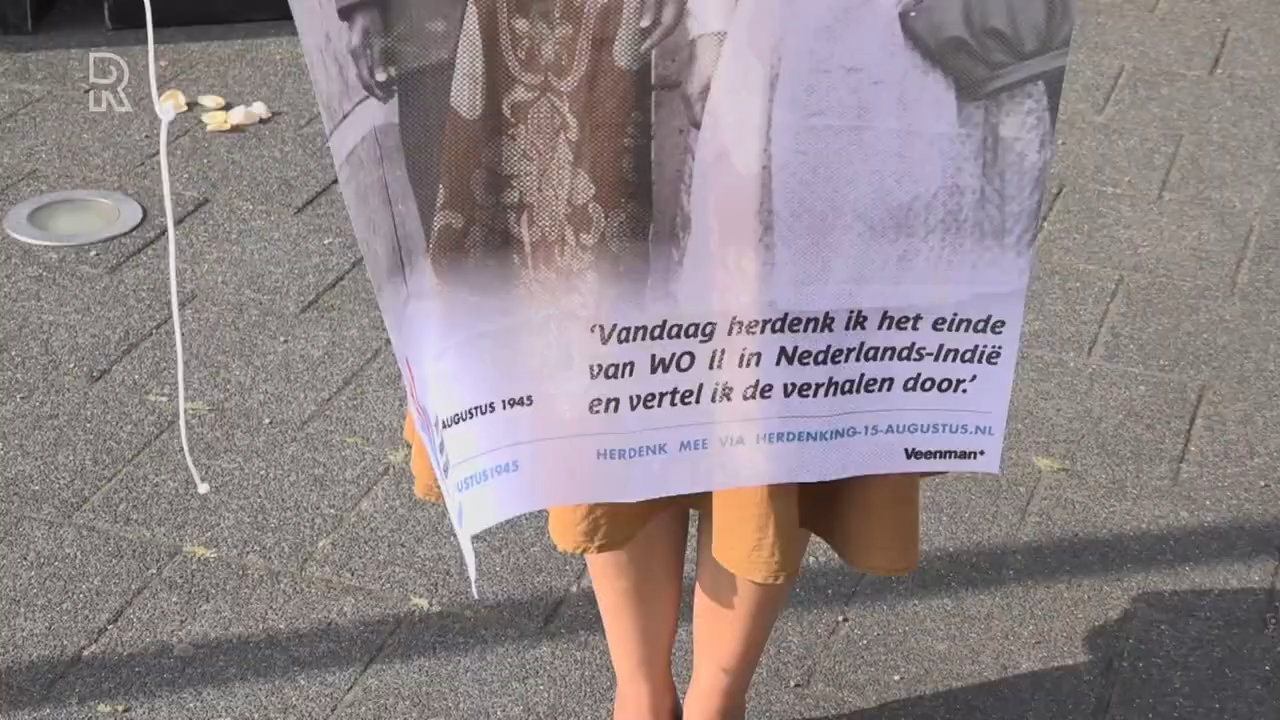 R
‘Vandaag herdenk ik het einde
van WO II in Nederlands-Indië
en vertel ik de verhalen door.’
AUGUSTUS 1945
HERDENK MEE VIA HERDENKING-15-AUGUSTUS.NL
USTUS1945
Veenman+